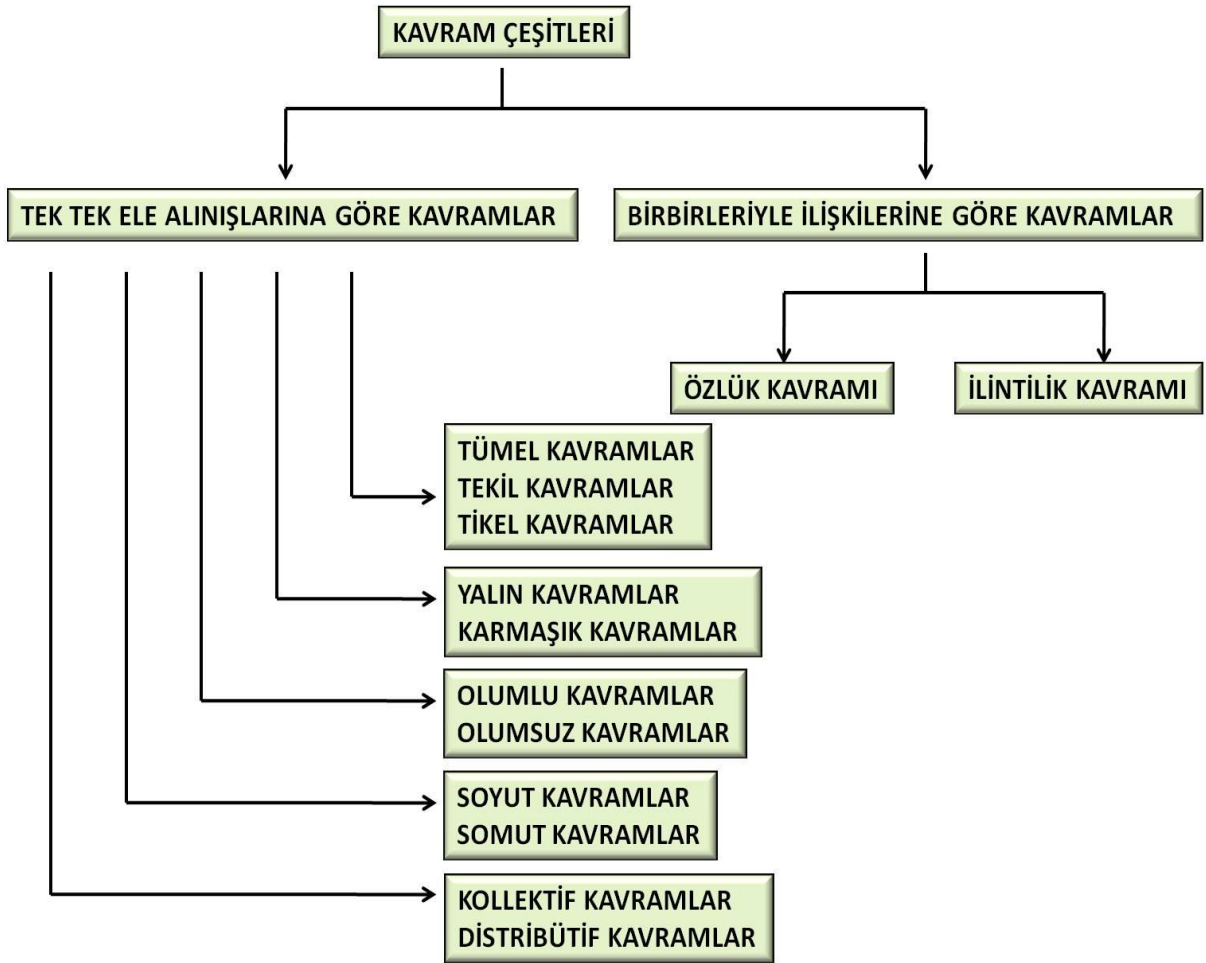 KAVRAM ÇEŞİTLERİ
TEK TEK ELE ALINIŞLARINA GÖRE KAVRAMLAR
BİRBİRLERİYLE İLİŞKİLERİNE GÖRE KAVRAMLAR
ÖZLÜK KAVRAMI
İLİNTİLİK KAVRAMI
TÜMEL KAVRAMLAR
TEKİL KAVRAMLAR
TİKEL KAVRAMLAR
YALIN KAVRAMLAR
KARMAŞIK KAVRAMLAR
OLUMLU KAVRAMLAR
OLUMSUZ KAVRAMLAR
SOYUT KAVRAMLAR
SOMUT KAVRAMLAR
KOLLEKTİF KAVRAMLAR
DİSTRİBÜTİF KAVRAMLAR